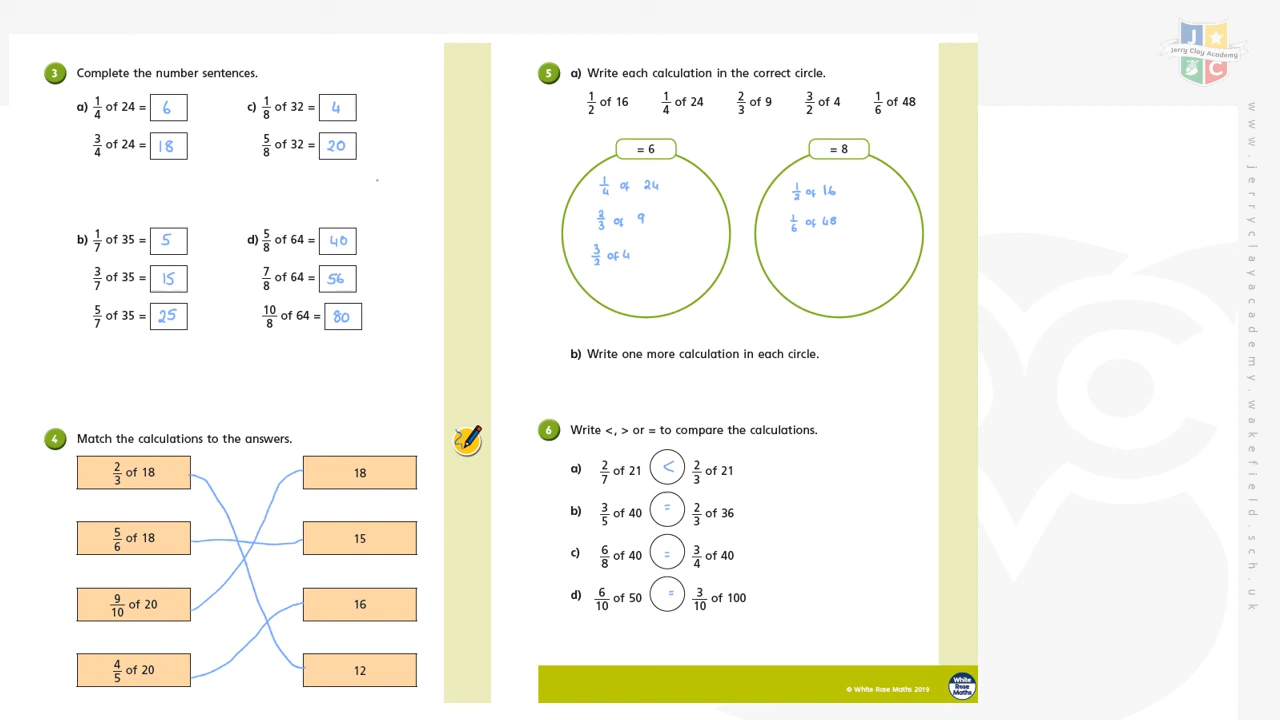 3 Complete the number sentences.
a) 1/4 of 24 = 6
3/4 of 24 = 18
c) 1/8 of 32 = 4
5/8 of 32 = 20
b) 1/7 of 35 = 5
3/7 of 35 = 15
5/7 of 35 = 25
d) 5/8 of 64 = 40
7/8 of 64 = 56
10/8 of 64 = 80
4 Match the calculations to the answers.
2/3 of 18
18
5/6 of 18
15
9/10 of 20
16
4/5 of 20
12
5 a) Write each calculation in the correct circle.
1/2 of 16 1/4 of 24 2/3 of 9 3/2 of 4 1/6 of 48
= 6
1/4 of 24
2/3 of 9
3/2 of 4
= 8
1/2 of 16
1/6 of 48
b) Write one more calculation in each circle.
6 Write <, > or = to compare the calculations.
a) 2/7 of 21 < 2/3 of 21
b) 3/5 of 40 = 2/3 of 36
c) 6/8 of 40 = 3/4 of 40
d) 6/10 of 50 = 3/10 of 100
© White Rose Maths 2019
White
Rose
Maths
J
Jerry Clay Academy
C
www.jerryclayacademy.wakefield.sch.uk